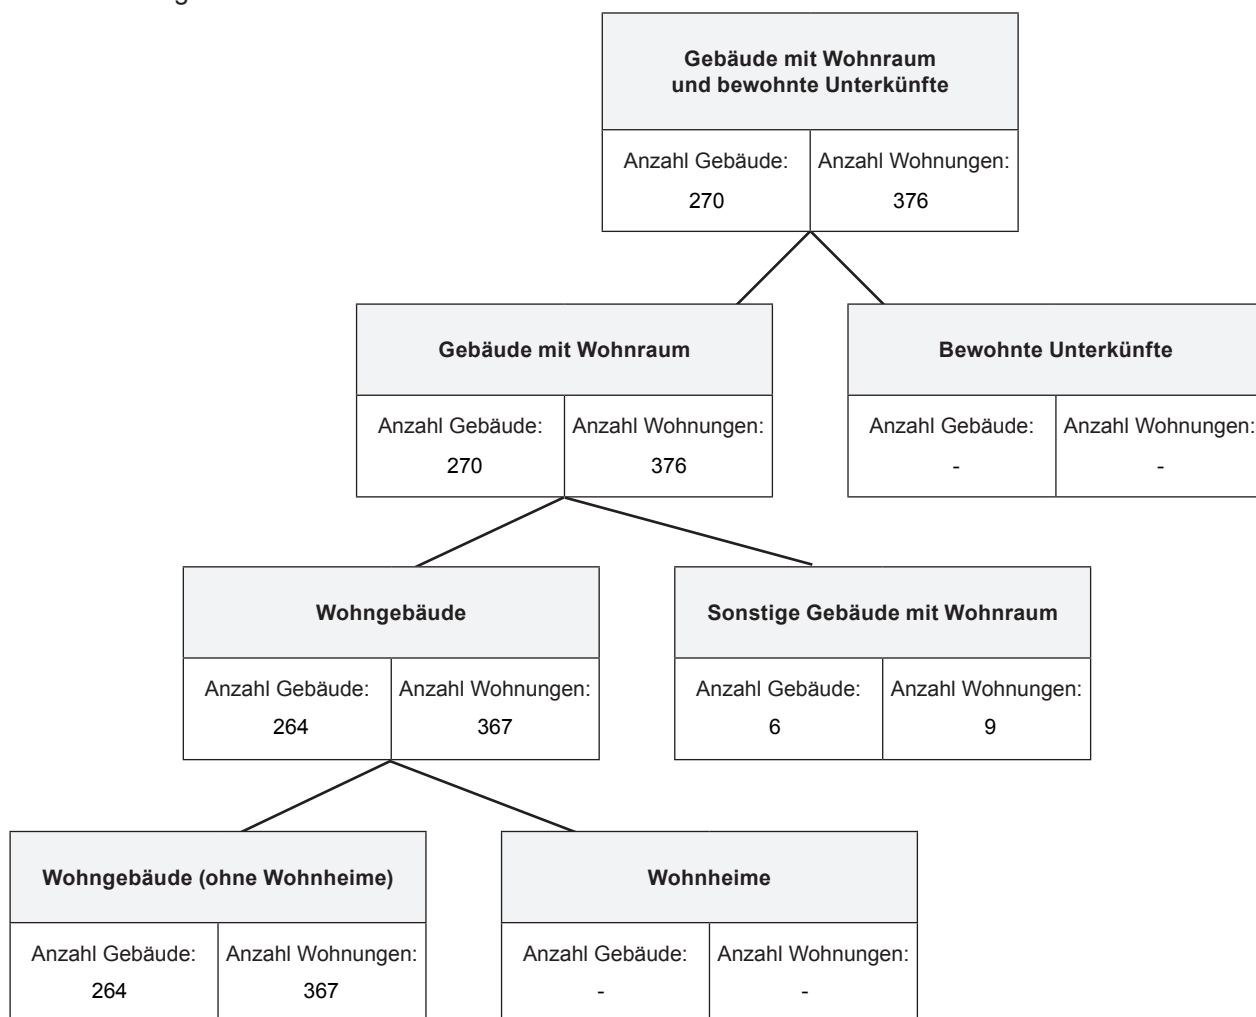 Gebäude mit Wohnraum
und bewohnte Unterkünfte
Anzahl Gebäude: Anzahl Wohnungen:
270 376
Gebäude mit Wohnraum Bewohnte Unterkünfte
Anzahl Gebäude: Anzahl Wohnungen: Anzahl Gebäude: Anzahl Wohnungen:
270 376 - -
Wohngebäude Sonstige Gebäude mit Wohnraum
Anzahl Gebäude: Anzahl Wohnungen: Anzahl Gebäude: Anzahl Wohnungen:
264 367 6 9
Wohngebäude (ohne Wohnheime) Wohnheime
Anzahl Gebäude: Anzahl Wohnungen: Anzahl Gebäude: Anzahl Wohnungen:
264 367 - -